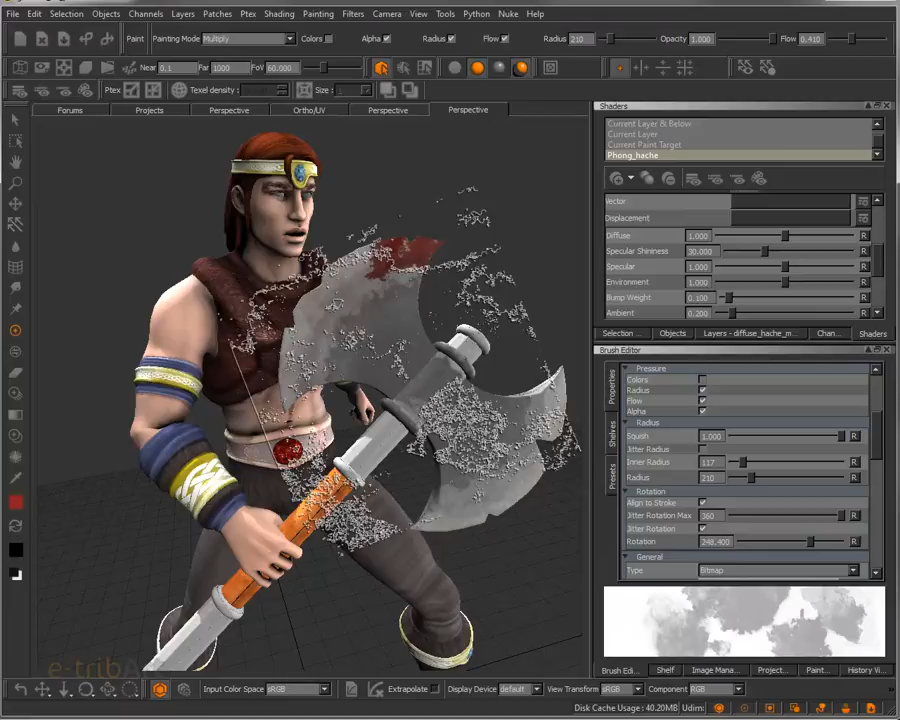 File Edit Selection Objects Channels Layers Patches Ptex Shading Painting Filters Camera View Tools Python Nuke Help
Paint Painting Mode Multiply Colors Alpha Radius Flow Radius 210 Opacity 1.000 Flow 0.410
Near 0.1 Far 1000 FoV 60.000
Ptex Texel density : Size :
Forums Projects Perspective Ortho/UV Perspective Perspective
Shaders
Current Layer & Below
Current Layer
Current Paint Target
Phong_hache
Vector
Displacement
Diffuse 1.000 R
Specular Shininess 30.000 R
Specular 1.000 R
Environment 1.000 R
Bump Weight 0.100 R
Ambient 0.200 R
Selection ... Objects Layers - diffuse_hache_m... Chan... Shaders
Brush Editor
Properties
Shelves
Presets
Pressure
Colors
Radius
Flow
Alpha
Radius
Squish 1.000 R
Jitter Radius
Inner Radius 117 R
Radius 210 R
Rotation
Align to Stroke
Jitter Rotation Max 360 R
Jitter Rotation
Rotation 248.400 R
General
Type Bitmap
e-trib
Brush Edi... Shelf Image Mana... Project... Paint... History Vi...
Input Color Space sRGB Extrapolate Display Device default View Transform sRGB Component RGB
Disk Cache Usage : 40.20MB Udim: